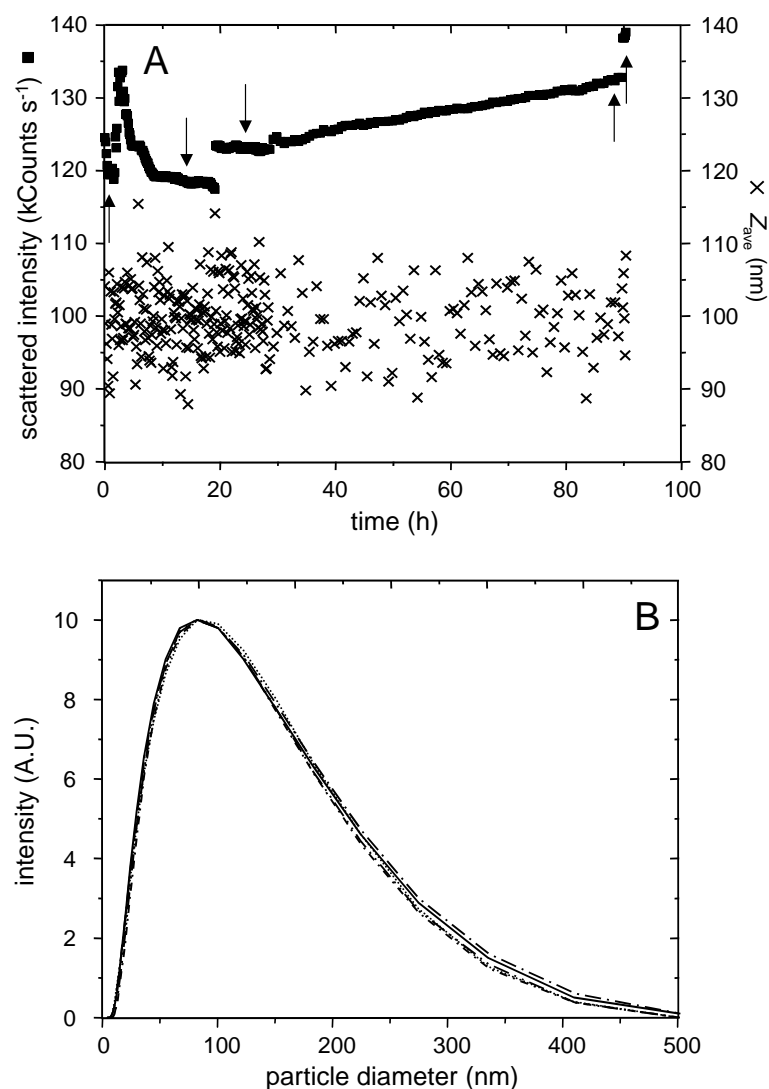 A
scattered intensity (kCounts s⁻¹) ■
140
130
120
110
100
90
80
140
130
120
110
100
90
80
× Zave (nm)
0 20 40 60 80 100
time (h)
B
intensity (A.U.)
10
8
6
4
2
0
0 100 200 300 400 500
particle diameter (nm)